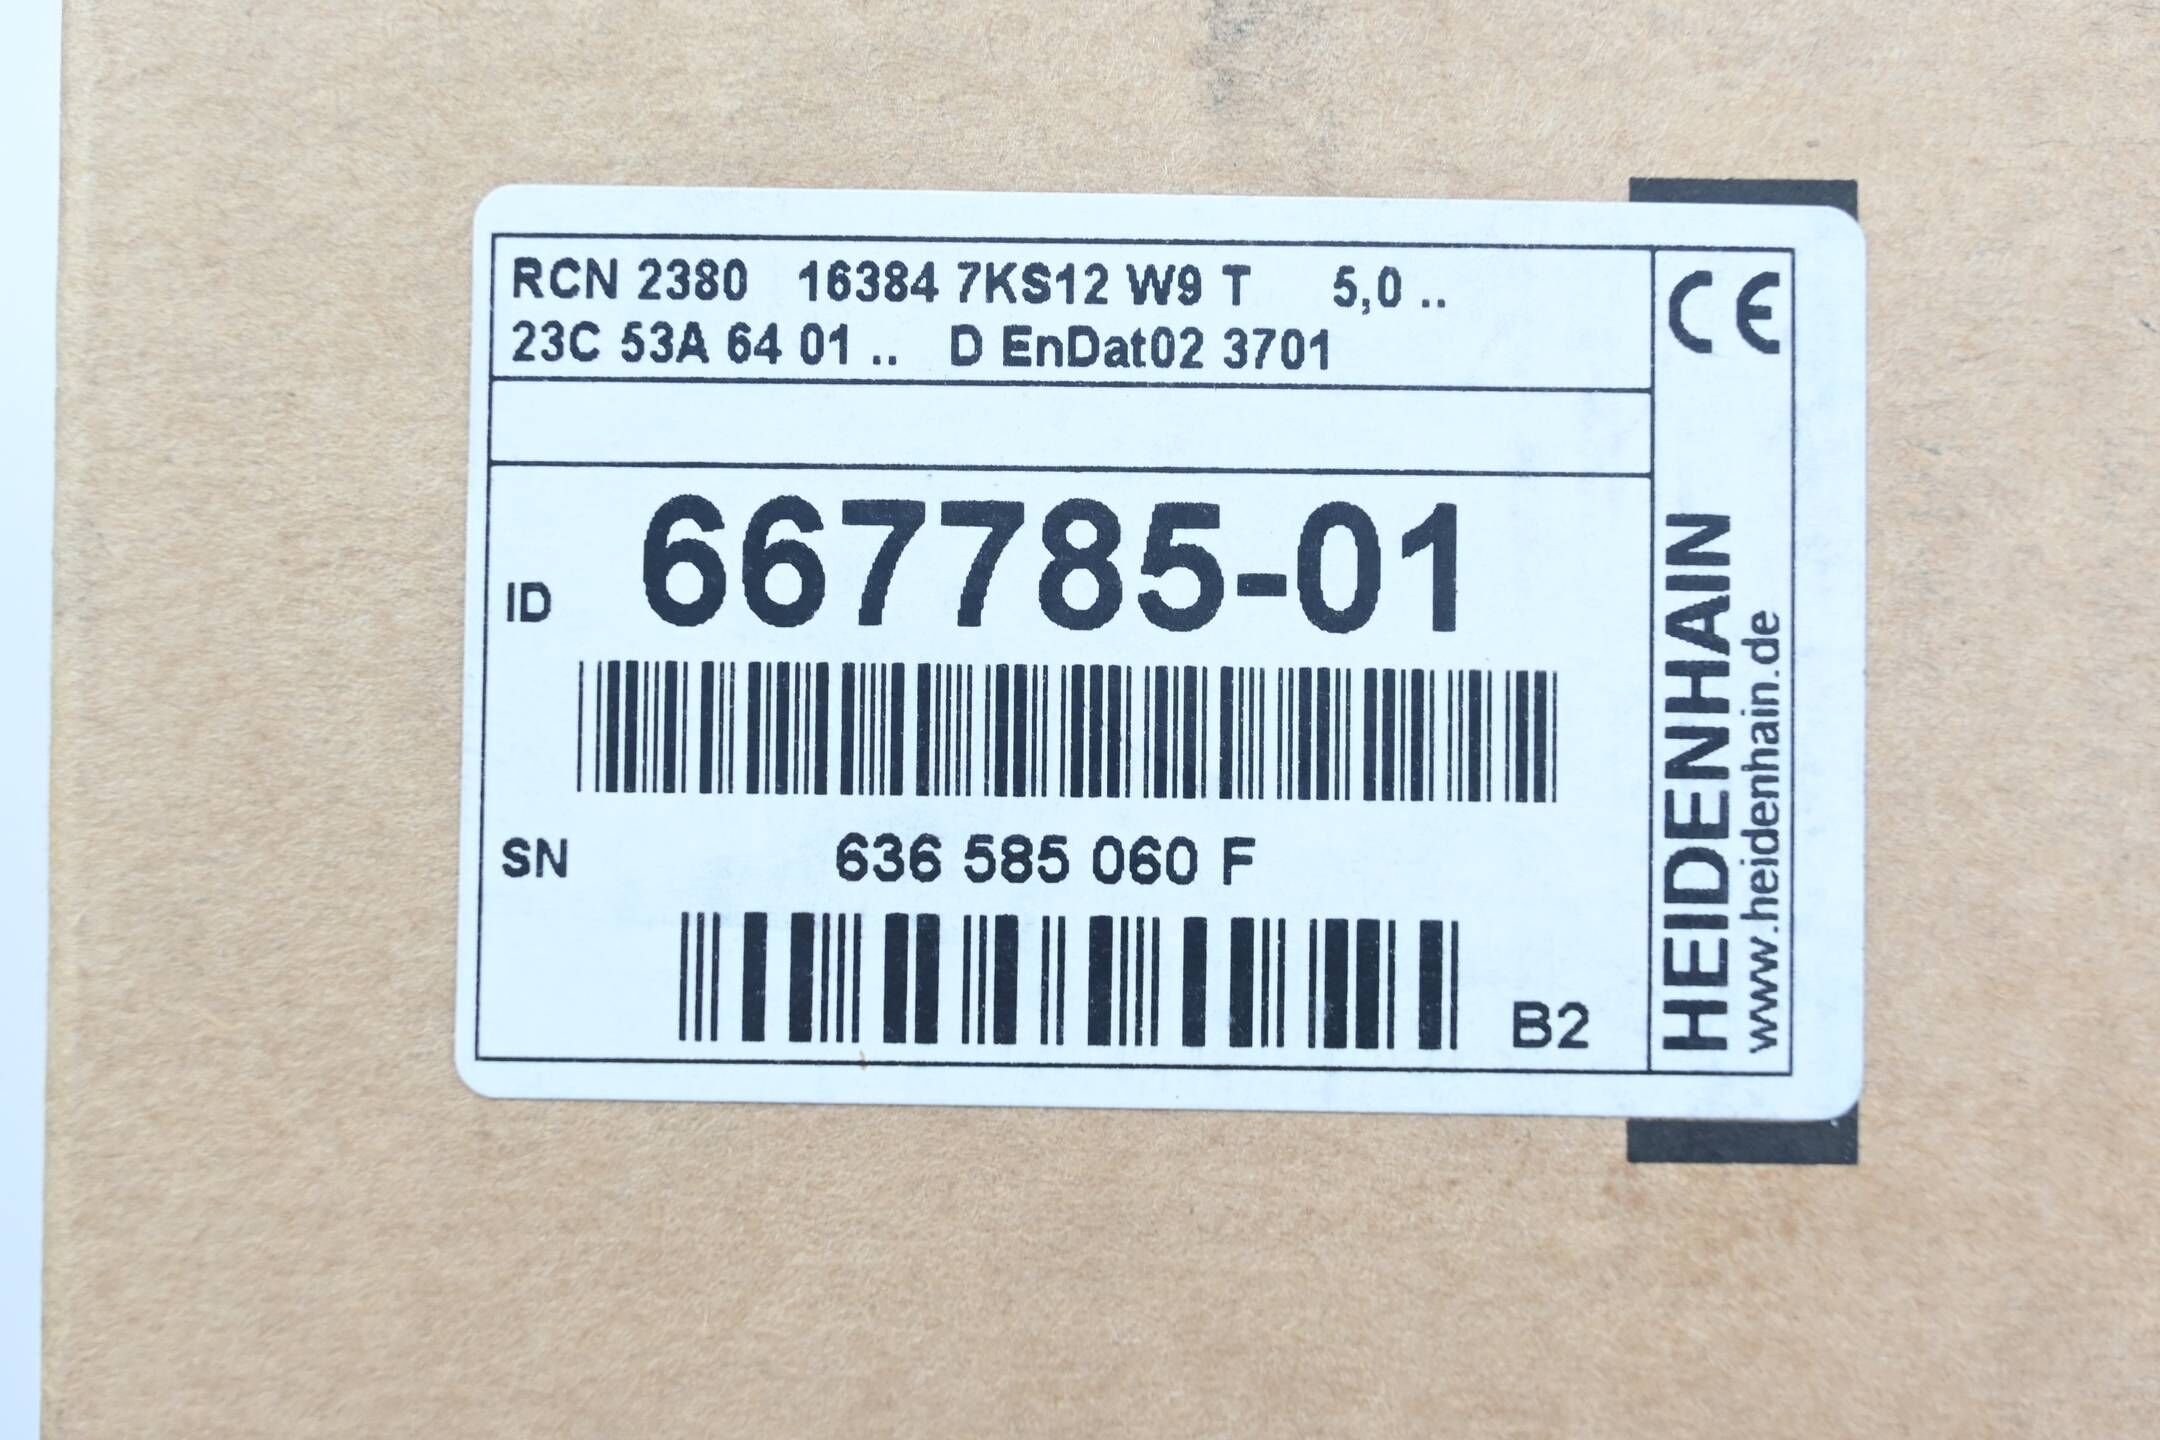 RCN 2380 16384 7KS12 W9 T 5,0 ..
23C 53A 64 01 .. D EnDat02 3701
ID 667785-01
SN 636 585 060 F
B2
CE
HEIDENHAIN
www.heidenhain.de